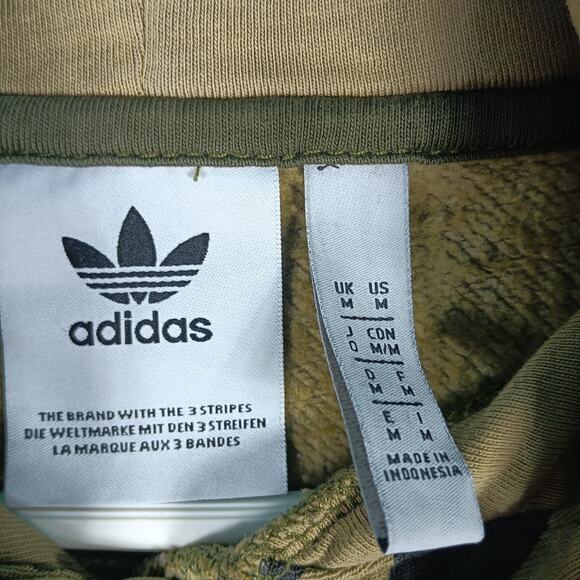 adidas
THE BRAND WITH THE 3 STRIPES
DIE WELTMARKE MIT DEN 3 STREIFEN
LA MARQUE AUX 3 BANDES
UK US
M M
J CDN
O M/M
D F
M M
E I
M M
MADE IN
INDONESIA